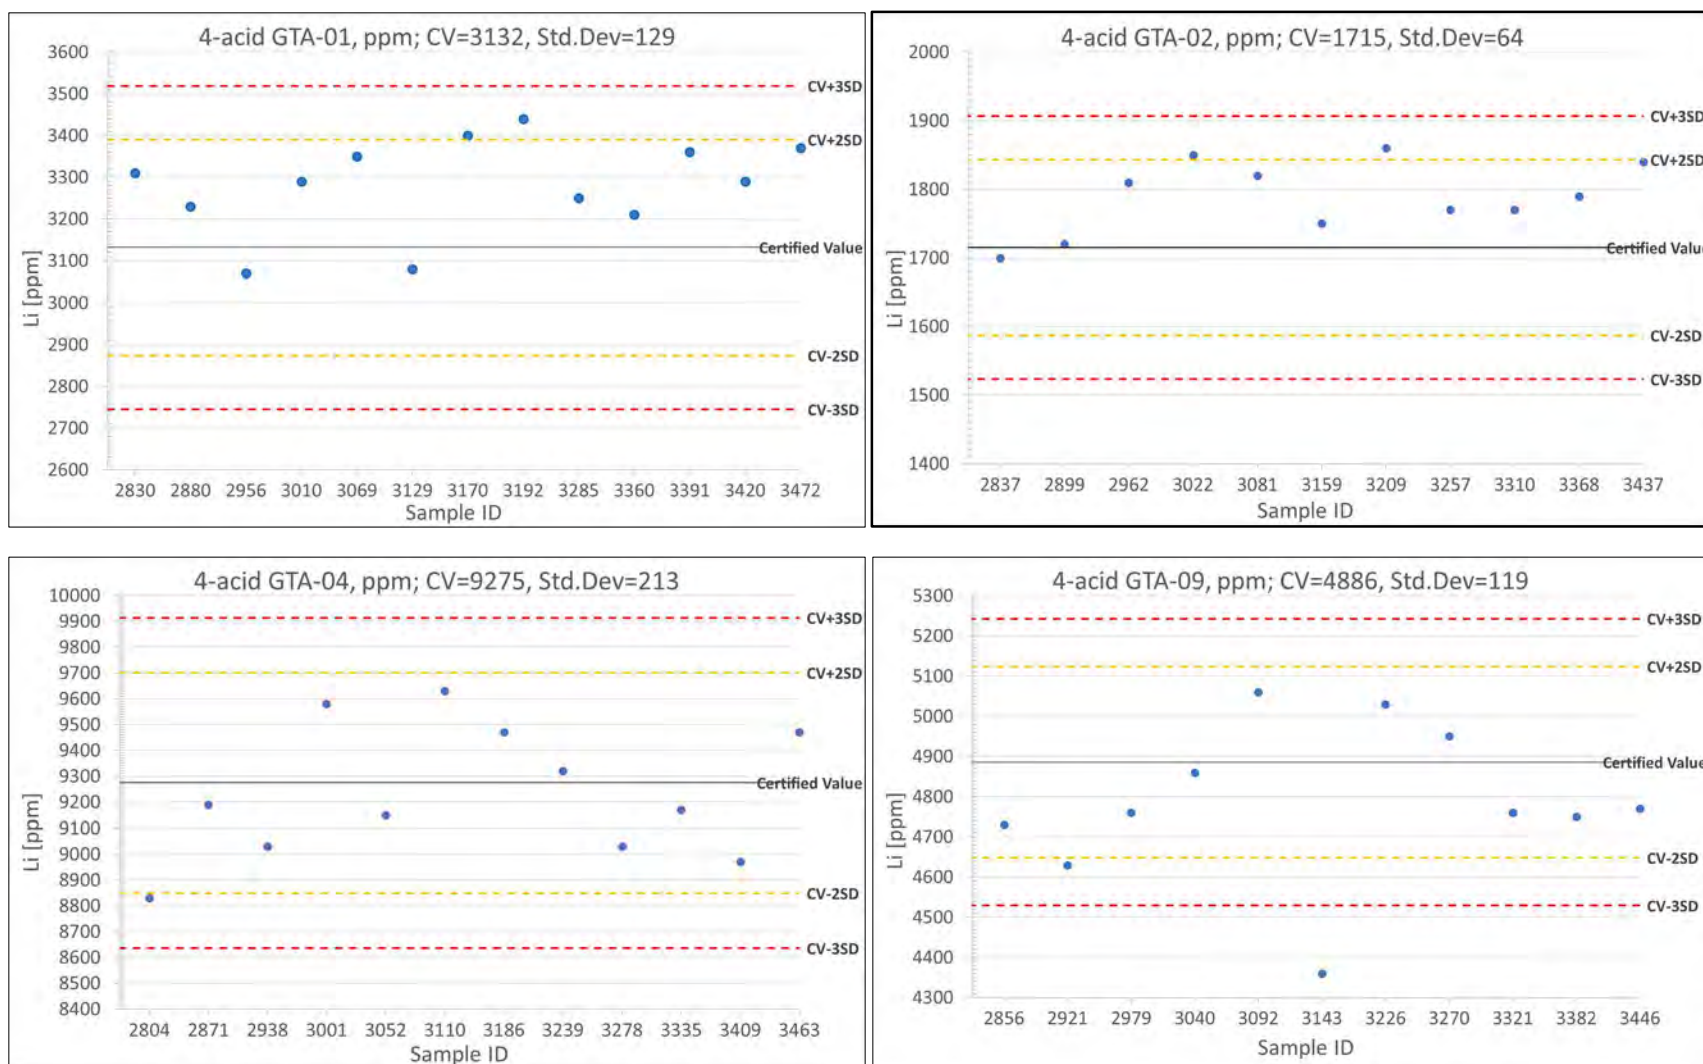 4-acid GTA-01, ppm; CV=3132, Std.Dev=129
3600
3500
3400
3300
3200
3100
3000
2900
2800
2700
2600
Li [ppm]
CV+3SD
CV+2SD
Certified Value
CV-2SD
CV-3SD
2830 2880 2956 3010 3069 3129 3170 3192 3285 3360 3391 3420 3472
Sample ID
4-acid GTA-02, ppm; CV=1715, Std.Dev=64
2000
1900
1800
1700
1600
1500
1400
Li [ppm]
CV+3SD
CV+2SD
Certified Value
CV-2SD
CV-3SD
2837 2899 2962 3022 3081 3159 3209 3257 3310 3368 3437
Sample ID
4-acid GTA-04, ppm; CV=9275, Std.Dev=213
10000
9900
9800
9700
9600
9500
9400
9300
9200
9100
9000
8900
8800
8700
8600
8500
8400
Li [ppm]
CV+3SD
CV+2SD
Certified Value
CV-2SD
CV-3SD
2804 2871 2938 3001 3052 3110 3186 3239 3278 3335 3409 3463
Sample ID
4-acid GTA-09, ppm; CV=4886, Std.Dev=119
5300
5200
5100
5000
4900
4800
4700
4600
4500
4400
4300
Li [ppm]
CV+3SD
CV+2SD
Certified Value
CV-2SD
CV-3SD
2856 2921 2979 3040 3092 3143 3226 3270 3321 3382 3446
Sample ID